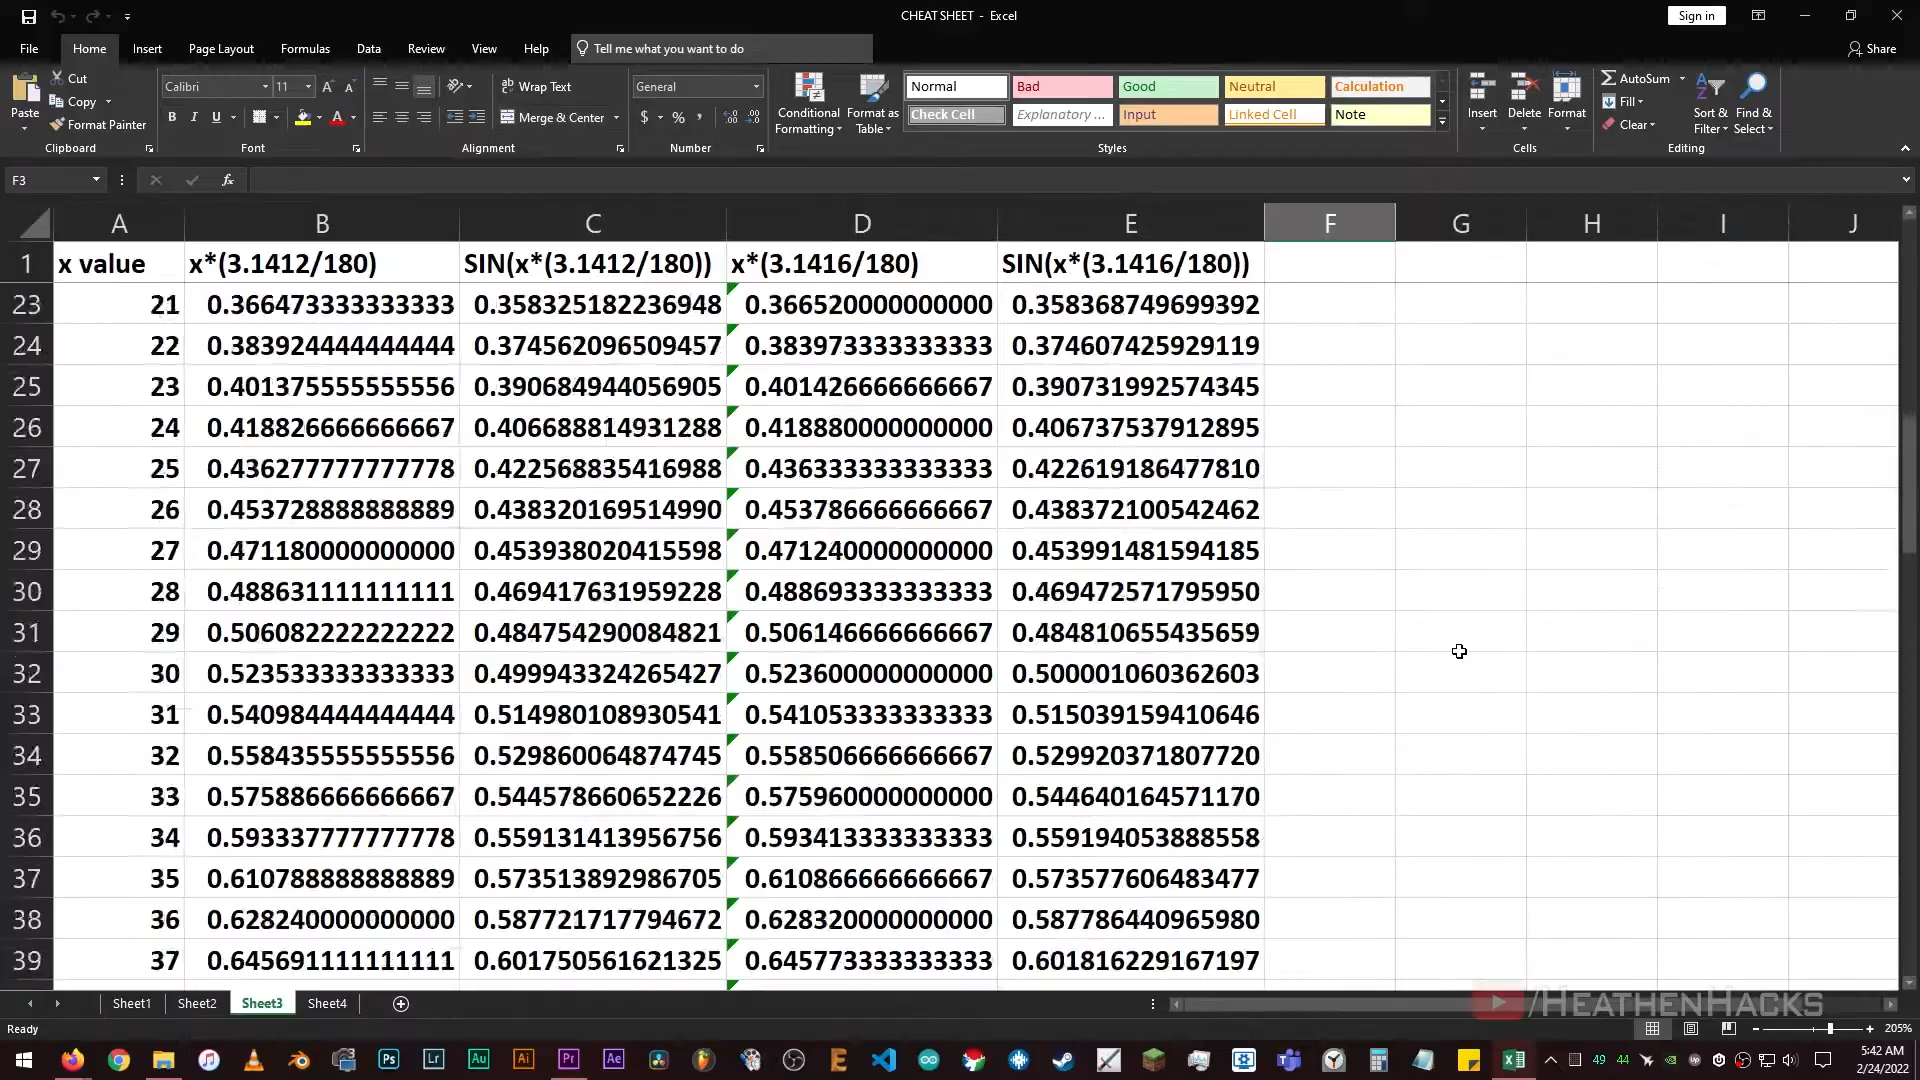 CHEAT SHEET - Excel
Sign in
File Home Insert Page Layout Formulas Data Review View Help Tell me what you want to do Share
Paste Cut Copy Format Painter Clipboard
Calibri 11 A A B I U A Font
Wrap Text Merge & Center Alignment
General $ % , Number
Conditional Formatting Format as Table
Normal Bad Good Neutral Calculation
Check Cell Explanatory ... Input Linked Cell Note
Styles
Insert Delete Format Cells
AutoSum Fill Clear Sort & Filter Find & Select Editing
F3 fx
A B C D E F G H I J
1 x value x*(3.1412/180) SIN(x*(3.1412/180)) x*(3.1416/180) SIN(x*(3.1416/180))
23 21 0.366473333333333 0.358325182236948 0.366520000000000 0.358368749699392
24 22 0.383924444444444 0.374562096509457 0.383973333333333 0.374607425929119
25 23 0.401375555555556 0.390684944056905 0.401426666666667 0.390731992574345
26 24 0.418826666666667 0.406688814931288 0.418880000000000 0.406737537912895
27 25 0.436277777777778 0.422568835416988 0.436333333333333 0.422619186477810
28 26 0.453728888888889 0.438320169514990 0.453786666666667 0.438372100542462
29 27 0.471180000000000 0.453938020415598 0.471240000000000 0.453991481594185
30 28 0.488631111111111 0.469417631959228 0.488693333333333 0.469472571795950
31 29 0.506082222222222 0.484754290084821 0.506146666666667 0.484810655435659
32 30 0.523533333333333 0.499943324265427 0.523600000000000 0.500001060362603
33 31 0.540984444444444 0.514980108930541 0.541053333333333 0.515039159410646
34 32 0.558435555555556 0.529860064874745 0.558506666666667 0.529920371807720
35 33 0.575886666666667 0.544578660652226 0.575960000000000 0.544640164571170
36 34 0.593337777777778 0.559131413956756 0.593413333333333 0.559194053888558
37 35 0.610788888888889 0.573513892986705 0.610866666666667 0.573577606483477
38 36 0.628240000000000 0.587721717794672 0.628320000000000 0.587786440965980
39 37 0.645691111111111 0.601750561621325 0.645773333333333 0.601816229167197
Sheet1 Sheet2 Sheet3 Sheet4
/HEATHENHACKS
Ready 205%
Ps Lr Au Ai Pr Ae 49 44 5:42 AM
2/24/2022